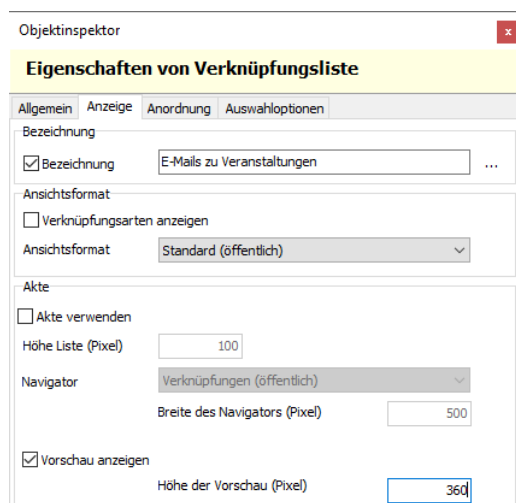 Objektinspektor
x
Eigenschaften von Verknüpfungsliste
Allgemein Anzeige Anordnung Auswahloptionen
Bezeichnung
Bezeichnung E-Mails zu Veranstaltungen ...
Ansichtsformat
Verknüpfungsarten anzeigen
Ansichtsformat Standard (öffentlich)
Akte
Akte verwenden
Höhe Liste (Pixel) 100
Navigator Verknüpfungen (öffentlich)
Breite des Navigators (Pixel) 500
Vorschau anzeigen
Höhe der Vorschau (Pixel) 360